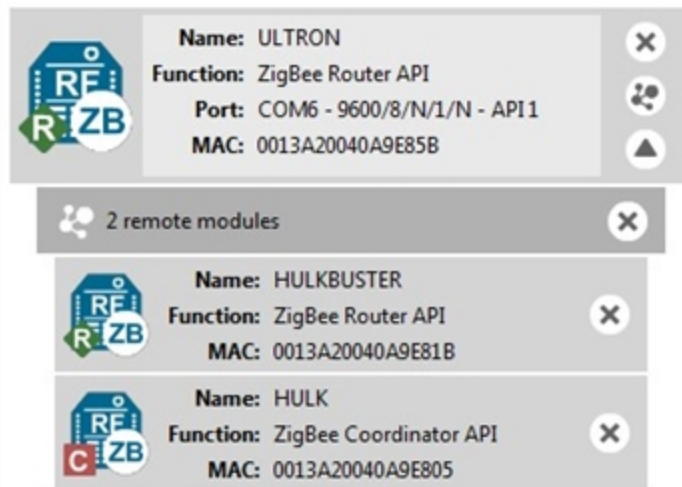 RF
R
ZB
Name: ULTRON
Function: ZigBee Router API
Port: COM6 - 9600/8/N/1/N - API 1
MAC: 0013A20040A9E85B
2 remote modules
RF
R
ZB
Name: HULKBUSTER
Function: ZigBee Router API
MAC: 0013A20040A9E81B
RF
C
ZB
Name: HULK
Function: ZigBee Coordinator API
MAC: 0013A20040A9E805